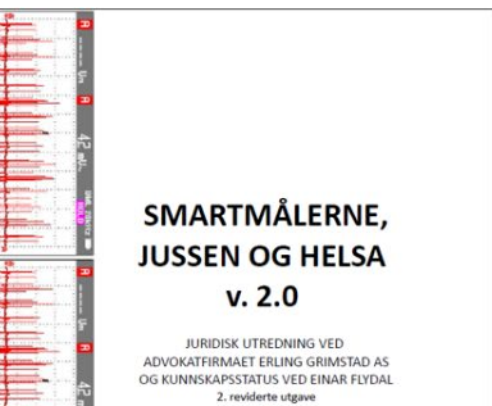 SMARTMÅLERNE,
JUSSEN OG HELSA
v. 2.0
JURIDISK UTREDNING VED
ADVOKATFIRMAET ERLING GRIMSTAD AS
OG KUNNSKAPSSTATUS VED EINAR FLYDAL
2. reviderte utgave